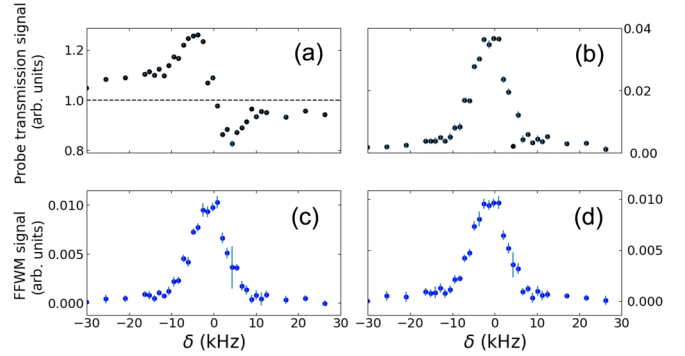 Probe transmission signal
(arb. units)
1.2
1.0
0.8
(a)
(b)
0.04
0.02
0.00
FFWM signal
(arb. units)
0.010
0.005
0.000
(c)
(d)
0.010
0.005
0.000
−30 −20 −10 0 10 20 30
−20 −10 0 10 20 30
δ (kHz)
δ (kHz)